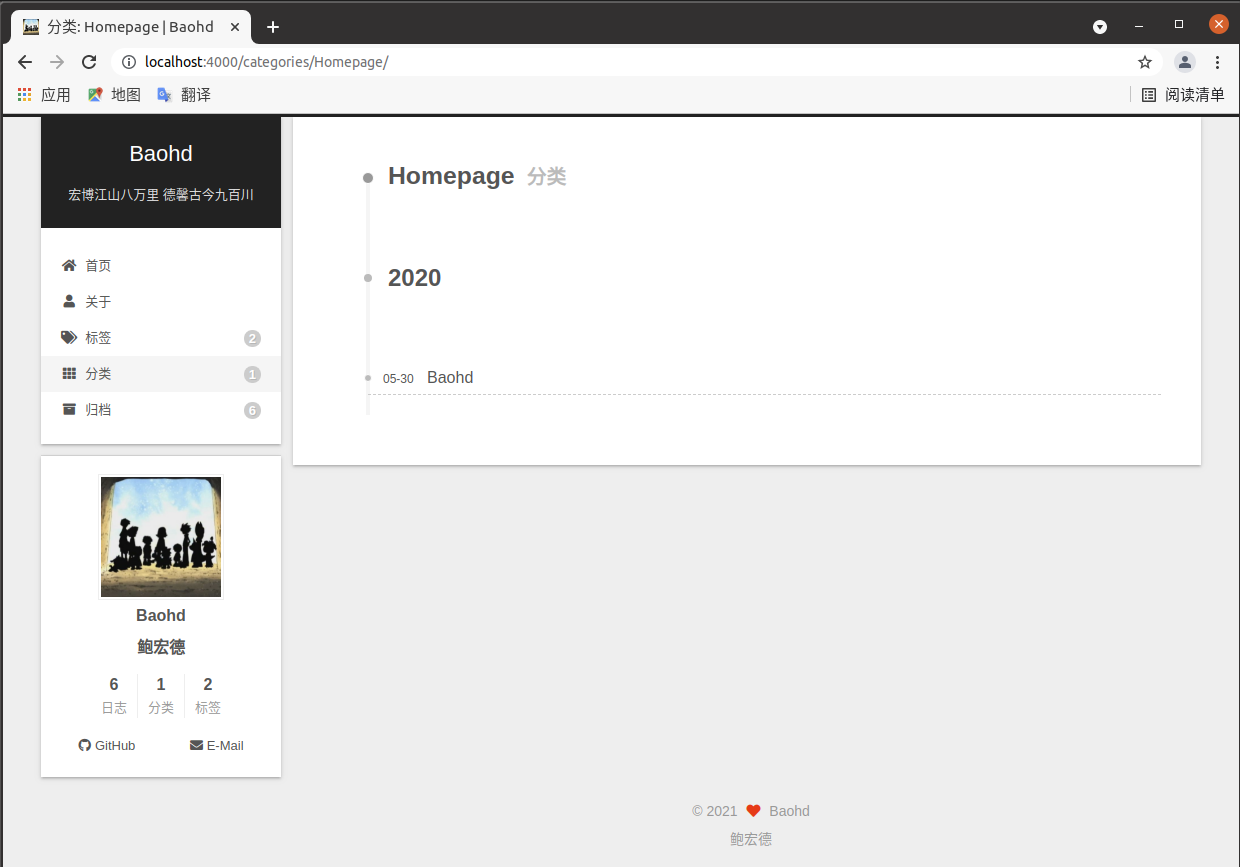 分类: Homepage | Baohd
localhost:4000/categories/Homepage/
应用 地图 翻译 阅读清单
Baohd
宏博江山八万里 德馨古今九百川
首页
关于
标签 2
分类 1
归档 6
Baohd
鲍宏德
6 1 2
日志 分类 标签
GitHub E-Mail
Homepage 分类
2020
05-30 Baohd
© 2021 Baohd
鲍宏德